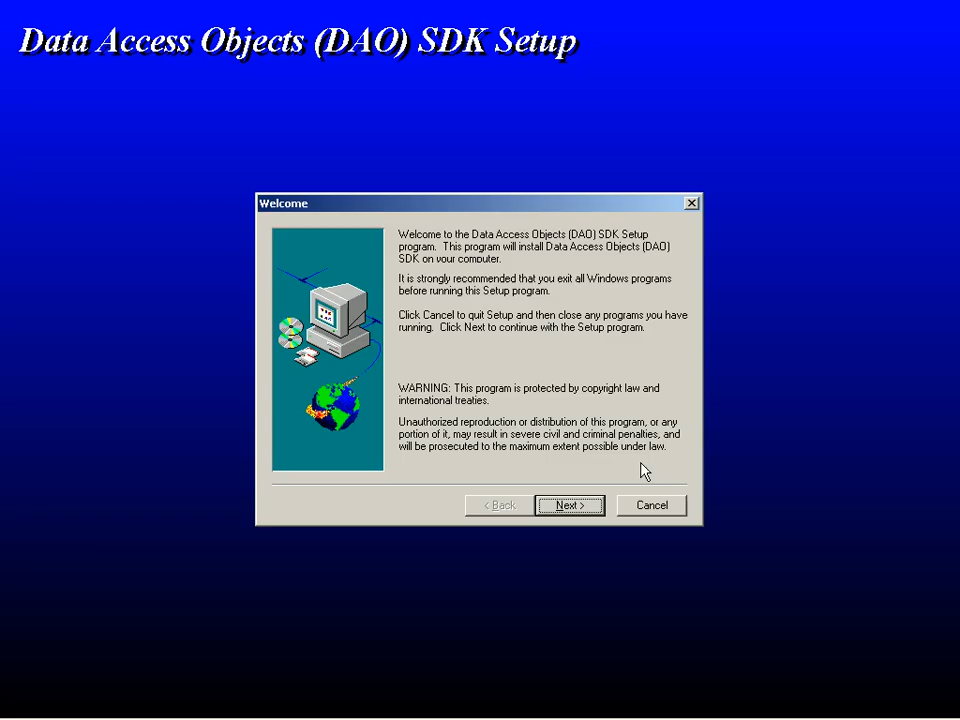 Data Access Objects (DAO) SDK Setup
Welcome
Welcome to the Data Access Objects (DAO) SDK Setup
program. This program will install Data Access Objects (DAO)
SDK on your computer.
It is strongly recommended that you exit all Windows programs
before running this Setup program.
Click Cancel to quit Setup and then close any programs you have
running. Click Next to continue with the Setup program.
WARNING: This program is protected by copyright law and
international treaties.
Unauthorized reproduction or distribution of this program, or any
portion of it, may result in severe civil and criminal penalties, and
will be prosecuted to the maximum extent possible under law.
< Back Next > Cancel